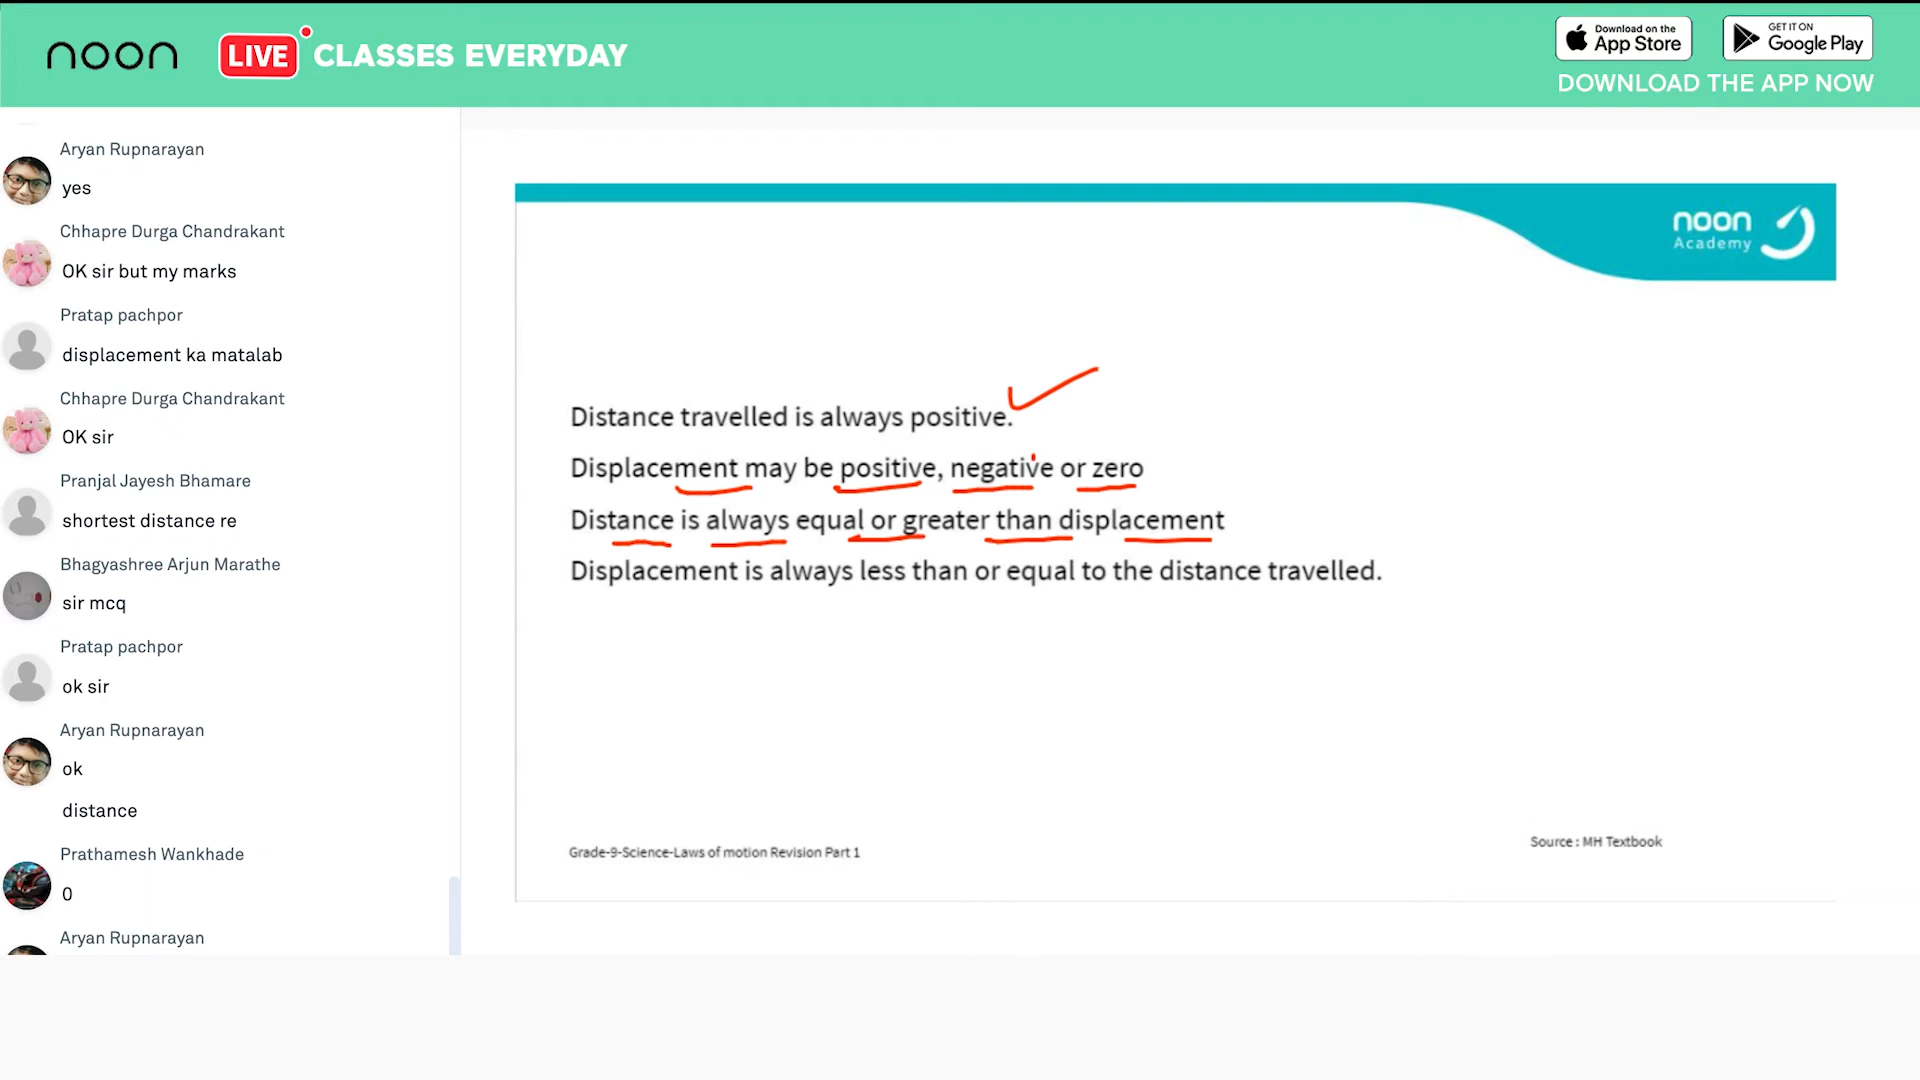 noon
LIVE CLASSES EVERYDAY
Download on the
App Store
GET IT ON
Google Play
DOWNLOAD THE APP NOW
Aryan Rupnarayan
yes
Chhapre Durga Chandrakant
OK sir but my marks
Pratap pachpor
displacement ka matalab
Chhapre Durga Chandrakant
OK sir
Pranjal Jayesh Bhamare
shortest distance re
Bhagyashree Arjun Marathe
sir mcq
Pratap pachpor
ok sir
Aryan Rupnarayan
ok
distance
Prathamesh Wankhade
0
Aryan Rupnarayan
noon
Academy
Distance travelled is always positive.
Displacement may be positive, negative or zero
Distance is always equal or greater than displacement
Displacement is always less than or equal to the distance travelled.
Grade-9-Science-Laws of motion Revision Part 1
Source : MH Textbook